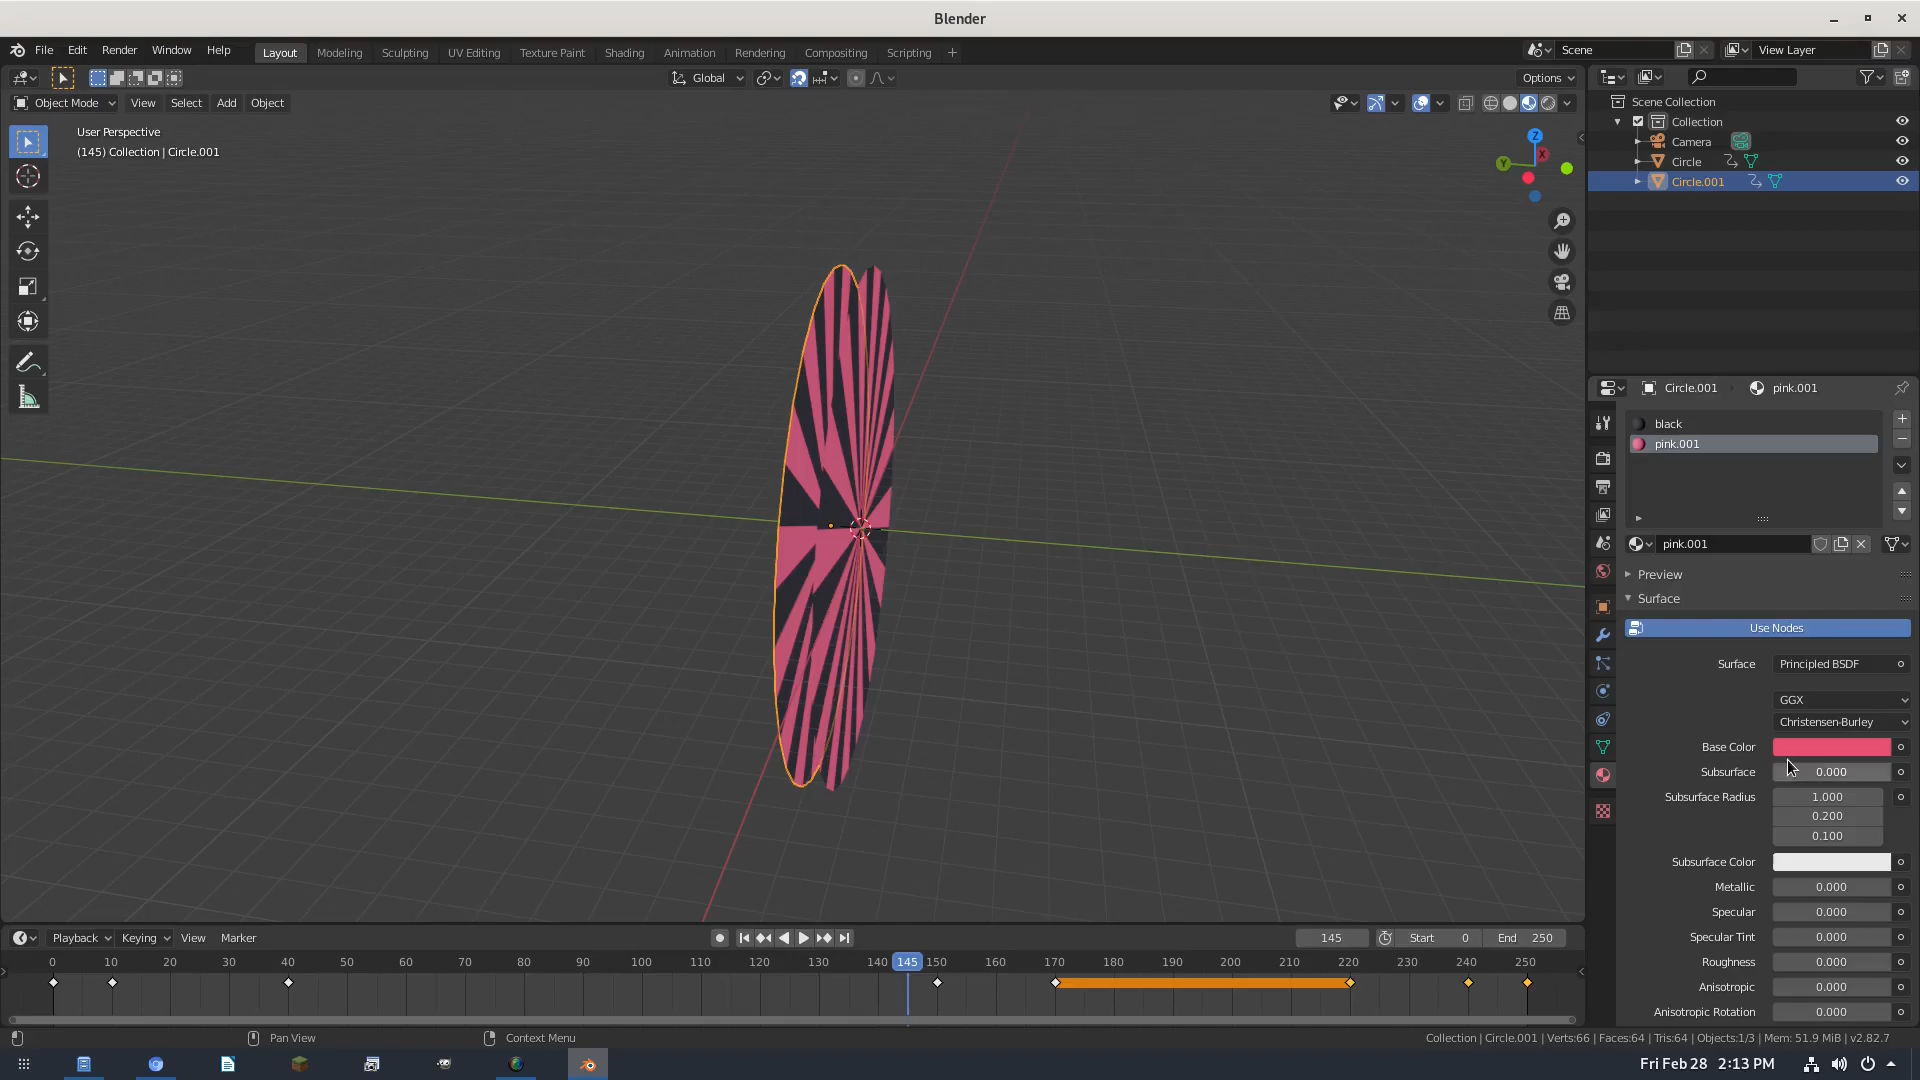 Blender
File Edit Render Window Help
Layout Modeling Sculpting UV Editing Texture Paint Shading Animation Rendering Compositing Scripting +
Scene
View Layer
Global
Options
Object Mode View Select Add Object
User Perspective
(145) Collection | Circle.001
Z
X
Y
Scene Collection
Collection
Camera
Circle
Circle.001
Circle.001
pink.001
black
pink.001
pink.001
Preview
Surface
Use Nodes
Surface Principled BSDF
GGX
Christensen-Burley
Base Color
Subsurface 0.000
Subsurface Radius 1.000
0.200
0.100
Subsurface Color
Metallic 0.000
Specular 0.000
Specular Tint 0.000
Roughness 0.000
Anisotropic 0.000
Anisotropic Rotation 0.000
Playback Keying View Marker
145 Start 0 End 250
0 10 20 30 40 50 60 70 80 90 100 110 120 130 140 145 150 160 170 180 190 200 210 220 230 240 250
Pan View
Context Menu
Collection | Circle.001 | Verts:66 | Faces:64 | Tris:64 | Objects:1/3 | Mem: 51.9 MiB | v2.82.7
Fri Feb 28 2:13 PM